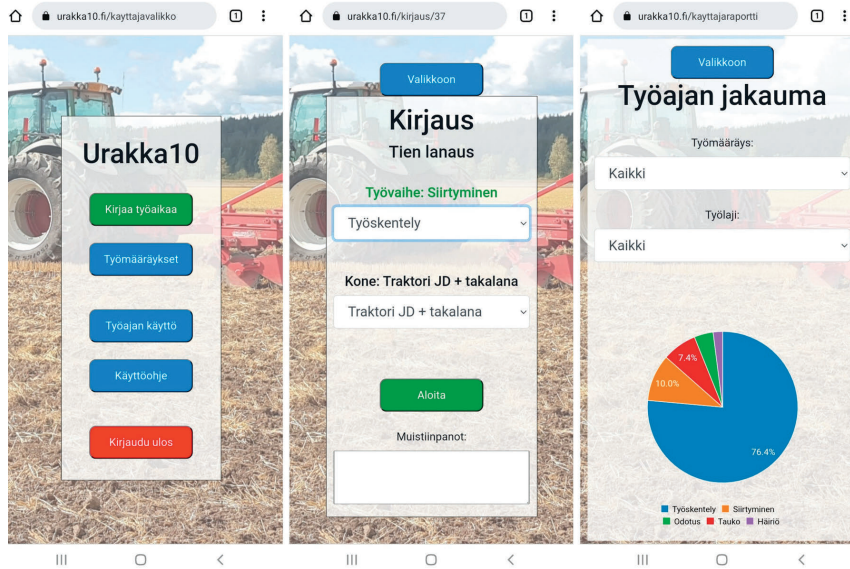 urakka10.fi/kayttajavalikko
1
Urakka10
Kirjaa työaikaa
Työmääräykset
Työajan käyttö
Käyttöohje
Kirjaudu ulos
urakka10.fi/kirjaus/37
1
Valikkoon
Kirjaus
Tien lanaus
Työvaihe: Siirtyminen
Työskentely
Kone: Traktori JD + takalana
Traktori JD + takalana
Aloita
Muistiinpanot:
urakka10.fi/kayttajaraportti
1
Valikkoon
Työajan jakauma
Työmääräys:
Kaikki
Työlaji:
Kaikki
7.4%
10.0%
76.4%
Työskentely Siirtyminen
Odotus Tauko Häiriö